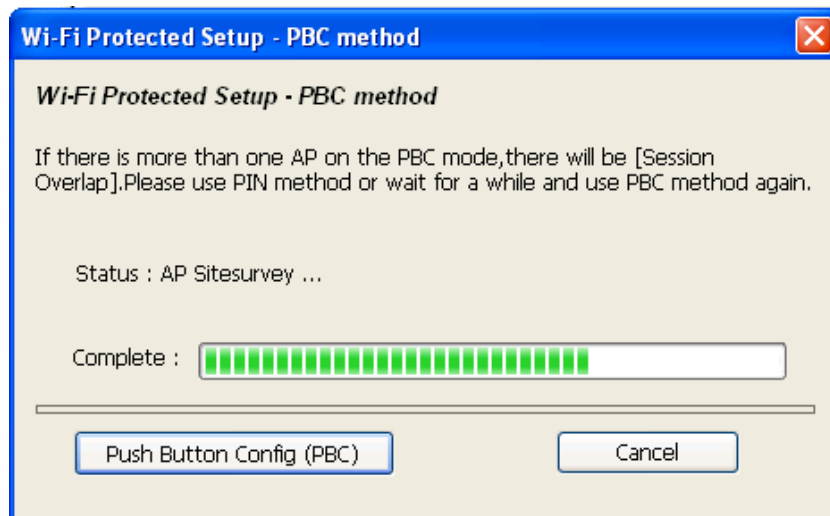 Wi-Fi Protected Setup - PBC method
Wi-Fi Protected Setup - PBC method
If there is more than one AP on the PBC mode,there will be [Session
Overlap].Please use PIN method or wait for a while and use PBC method again.
Status : AP Sitesurvey ...
Complete :
Push Button Config (PBC) Cancel